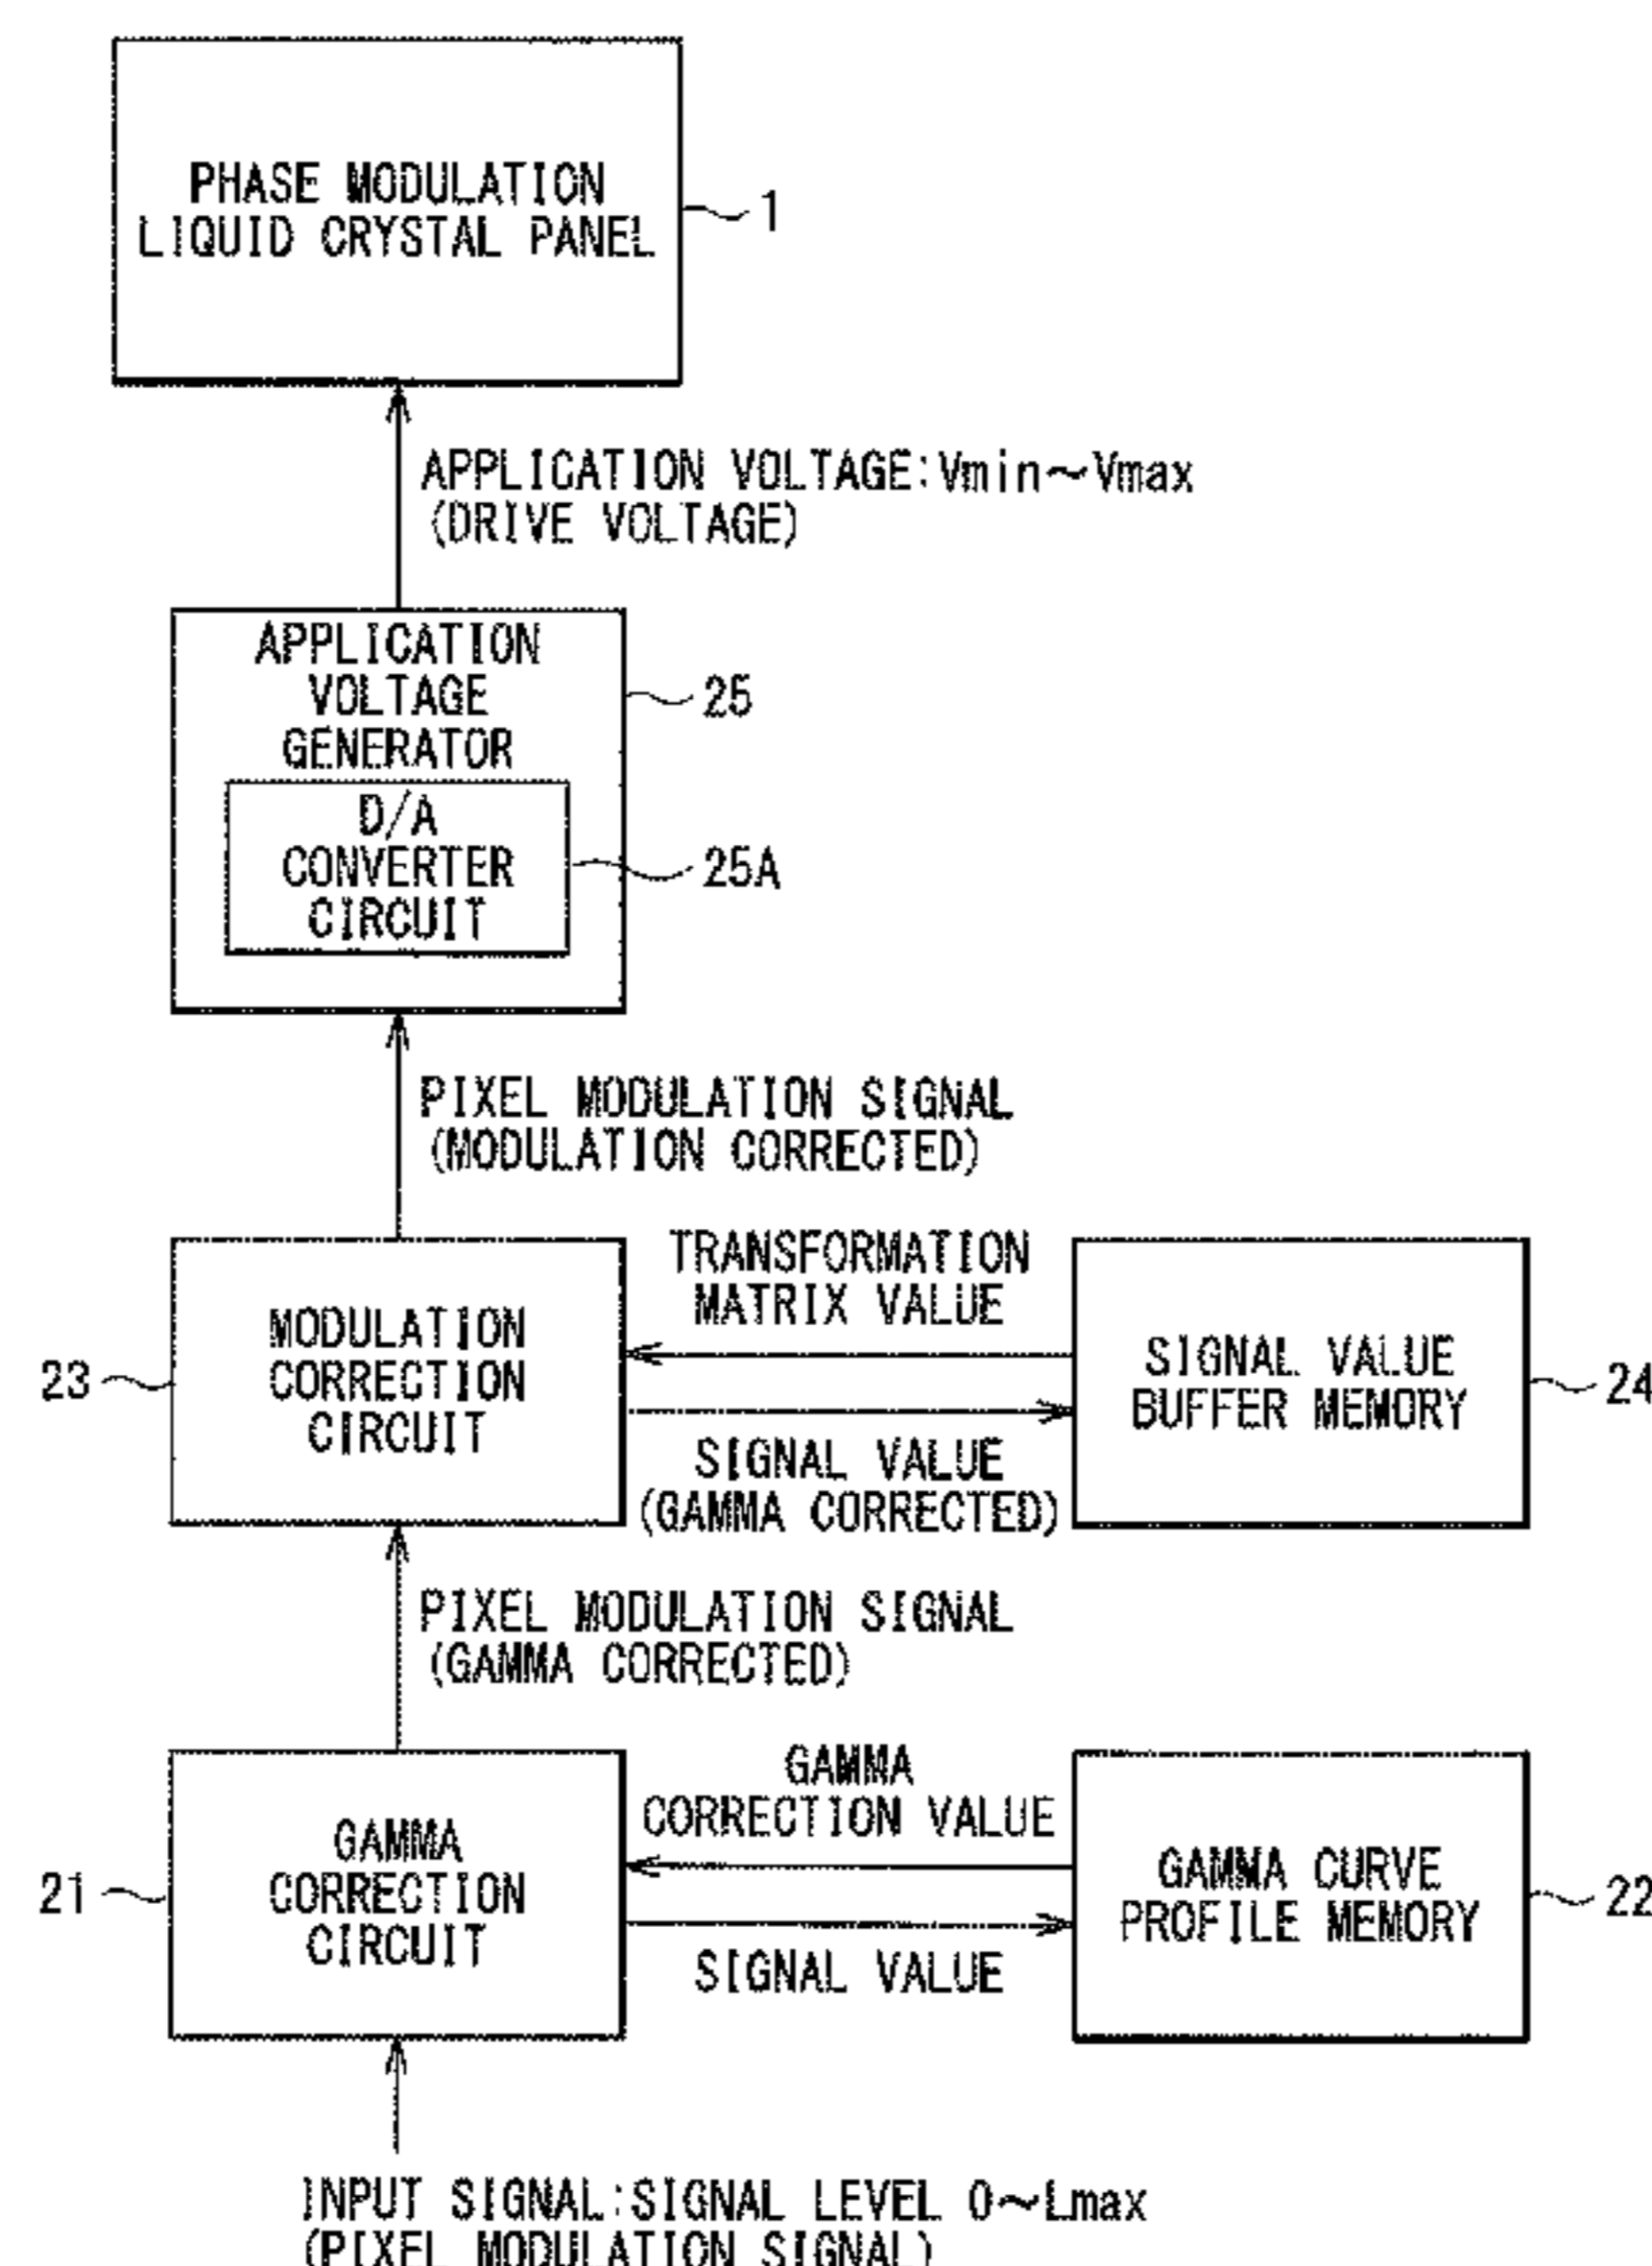 PHASE MODULATION
LIQUID CRYSTAL PANEL
1
APPLICATION VOLTAGE:Vmin～Vmax
(DRIVE VOLTAGE)
APPLICATION
VOLTAGE
GENERATOR
25
D/A
CONVERTER
CIRCUIT
25A
PIXEL MODULATION SIGNAL
(MODULATION CORRECTED)
23
MODULATION
CORRECTION
CIRCUIT
TRANSFORMATION
MATRIX VALUE
SIGNAL VALUE
(GAMMA CORRECTED)
SIGNAL VALUE
BUFFER MEMORY
24
PIXEL MODULATION SIGNAL
(GAMMA CORRECTED)
21
GAMMA
CORRECTION
CIRCUIT
GAMMA
CORRECTION VALUE
SIGNAL VALUE
GAMMA CURVE
PROFILE MEMORY
22
INPUT SIGNAL:SIGNAL LEVEL 0～Lmax
(PIXEL MODULATION SIGNAL)